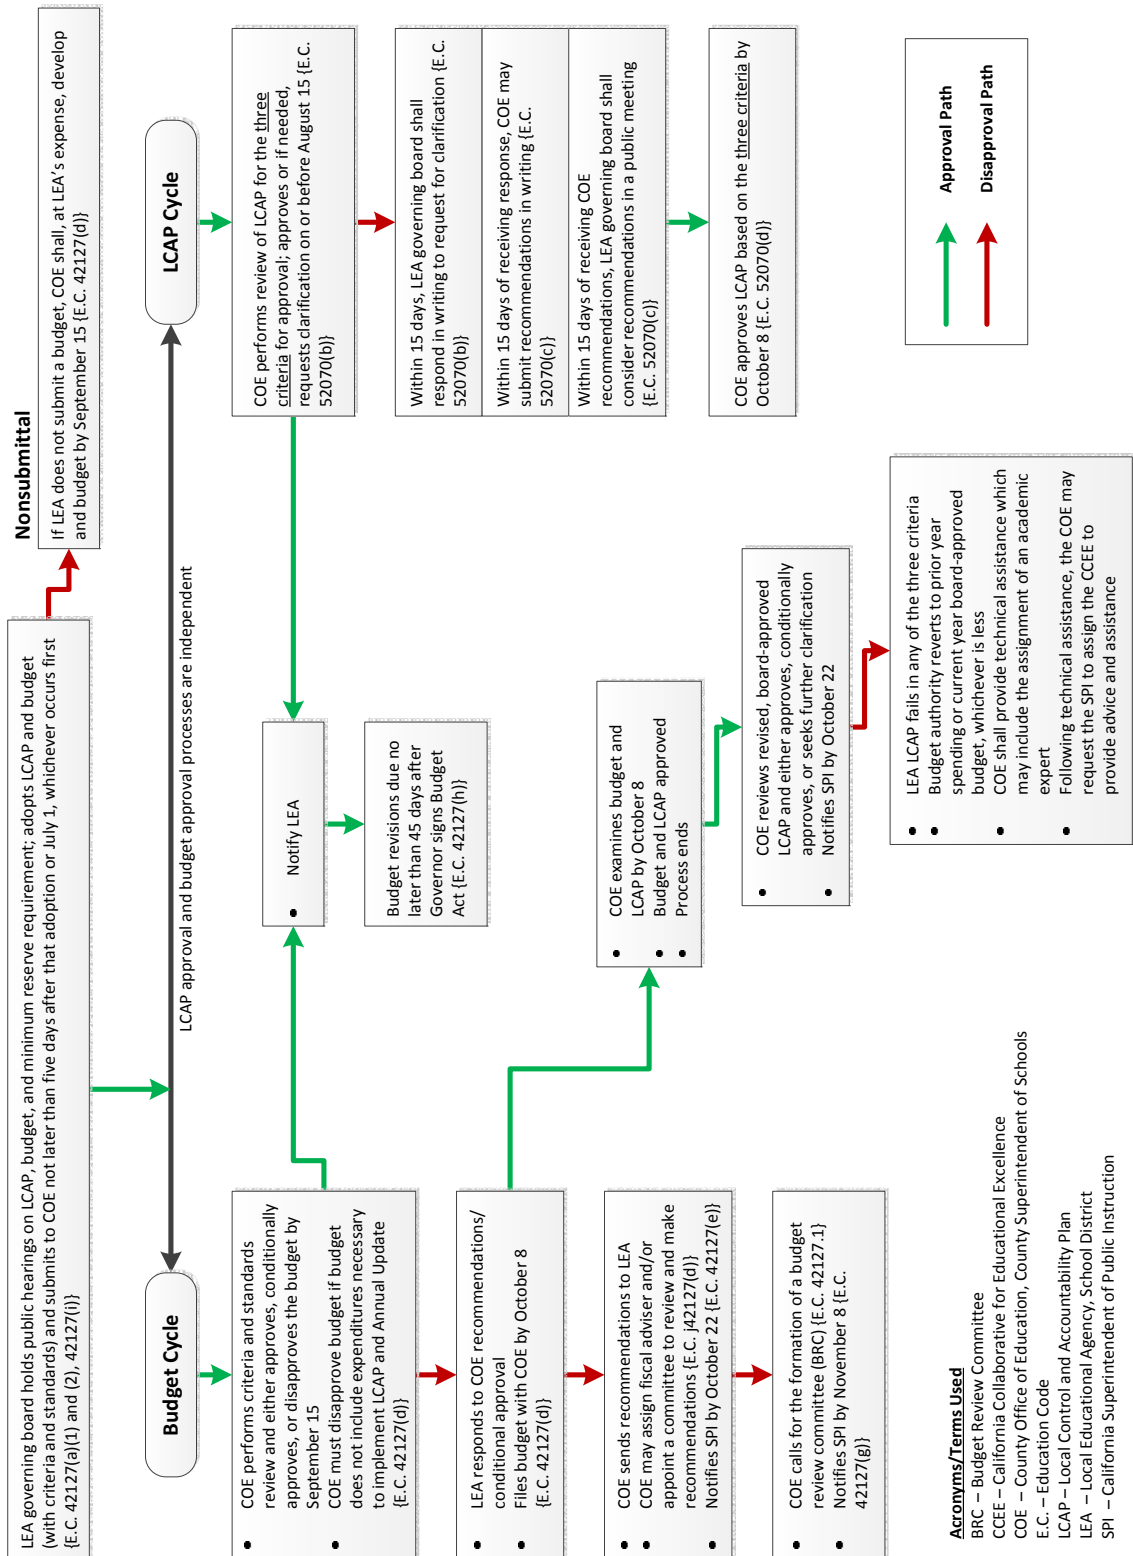 LEA governing board holds public hearings on LCAP, budget, and minimum reserve requirement; adopts LCAP and budget
(with criteria and standards) and submits to COE not later than five days after that adoption or July 1, whichever occurs first
{E.C. 42127(a)(1) and (2), 42127(i)}
Nonsubmittal
If LEA does not submit a budget, COE shall, at LEA's expense, develop
and budget by September 15 {E.C. 42127(d)}
Budget Cycle
LCAP approval and budget approval processes are independent
LCAP Cycle
• COE performs criteria and standards
review and either approves, conditionally
approves, or disapproves the budget by
September 15
• COE must disapprove budget if budget
does not include expenditures necessary
to implement LCAP and Annual Update
{E.C. 42127(d)}
• Notify LEA
Budget revisions due no
later than 45 days after
Governor signs Budget
Act {E.C. 42127(h)}
COE performs review of LCAP for the three
criteria for approval; approves or if needed,
requests clarification on or before August 15 {E.C.
52070(b)}
Within 15 days, LEA governing board shall
respond in writing to request for clarification {E.C.
52070(b)}
Within 15 days of receiving response, COE may
submit recommendations in writing {E.C.
52070(c)}
Within 15 days of receiving COE
recommendations, LEA governing board shall
consider recommendations in a public meeting
{E.C. 52070(c)}
COE approves LCAP based on the three criteria by
October 8 {E.C. 52070(d)}
• LEA responds to COE recommendations/
conditional approval
• Files budget with COE by October 8
{E.C. 42127(d)}
• COE examines budget and
LCAP by October 8
• Budget and LCAP approved
• Process ends
• COE sends recommendations to LEA
• COE may assign fiscal adviser and/or
appoint a committee to review and make
recommendations {E.C. j42127(d)}
• Notifies SPI by October 22 {E.C. 42127(e)}
• COE reviews revised, board-approved
LCAP and either approves, conditionally
approves, or seeks further clarification
• Notifies SPI by October 22
• COE calls for the formation of a budget
review committee (BRC) {E.C. 42127.1}
• Notifies SPI by November 8 {E.C.
42127(g)}
• LEA LCAP fails in any of the three criteria
• Budget authority reverts to prior year
spending or current year board-approved
budget, whichever is less
• COE shall provide technical assistance which
may include the assignment of an academic
expert
• Following technical assistance, the COE may
request the SPI to assign the CCEE to
provide advice and assistance
Approval Path
Disapproval Path
Acronyms/Terms Used
BRC – Budget Review Committee
CCEE – California Collaborative for Educational Excellence
COE – County Office of Education, County Superintendent of Schools
E.C. – Education Code
LCAP – Local Control and Accountability Plan
LEA – Local Educational Agency, School District
SPI – California Superintendent of Public Instruction